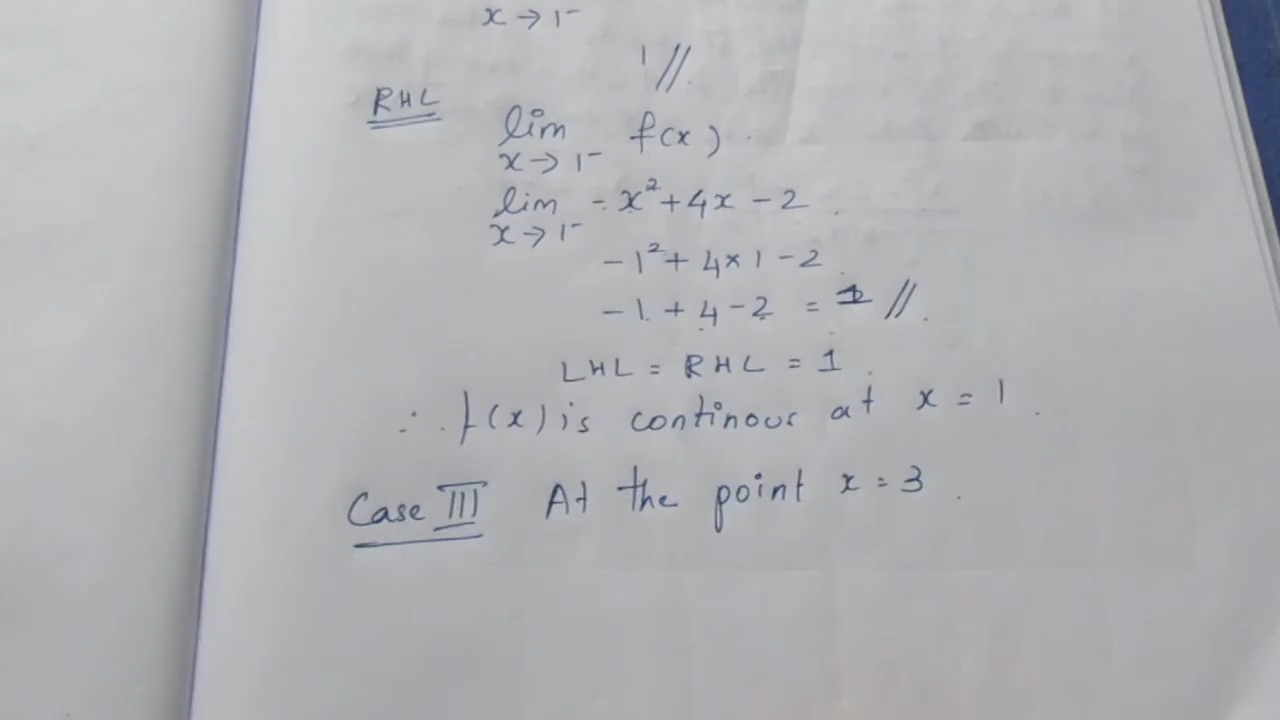 x → 1⁻
1 //
RHL
lim f(x) .
x → 1⁻
lim - x² + 4x - 2
x → 1⁻
- 1² + 4 × 1 - 2
- 1 + 4 - 2 = 1 //
LHL = RHL = 1
∴ f(x) is continous at x = 1 .
Case III At the point x = 3 .